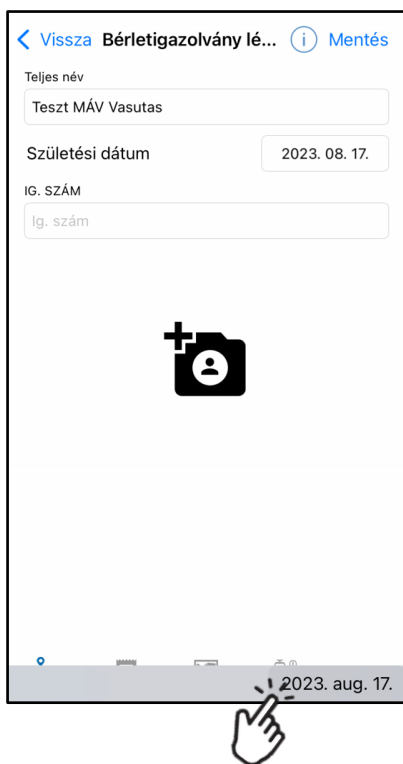 Vissza Bérletigazolvány lé... i Mentés
Teljes név
Teszt MÁV Vasutas
Születési dátum 2023. 08. 17.
IG. SZÁM
Ig. szám
2023. aug. 17.